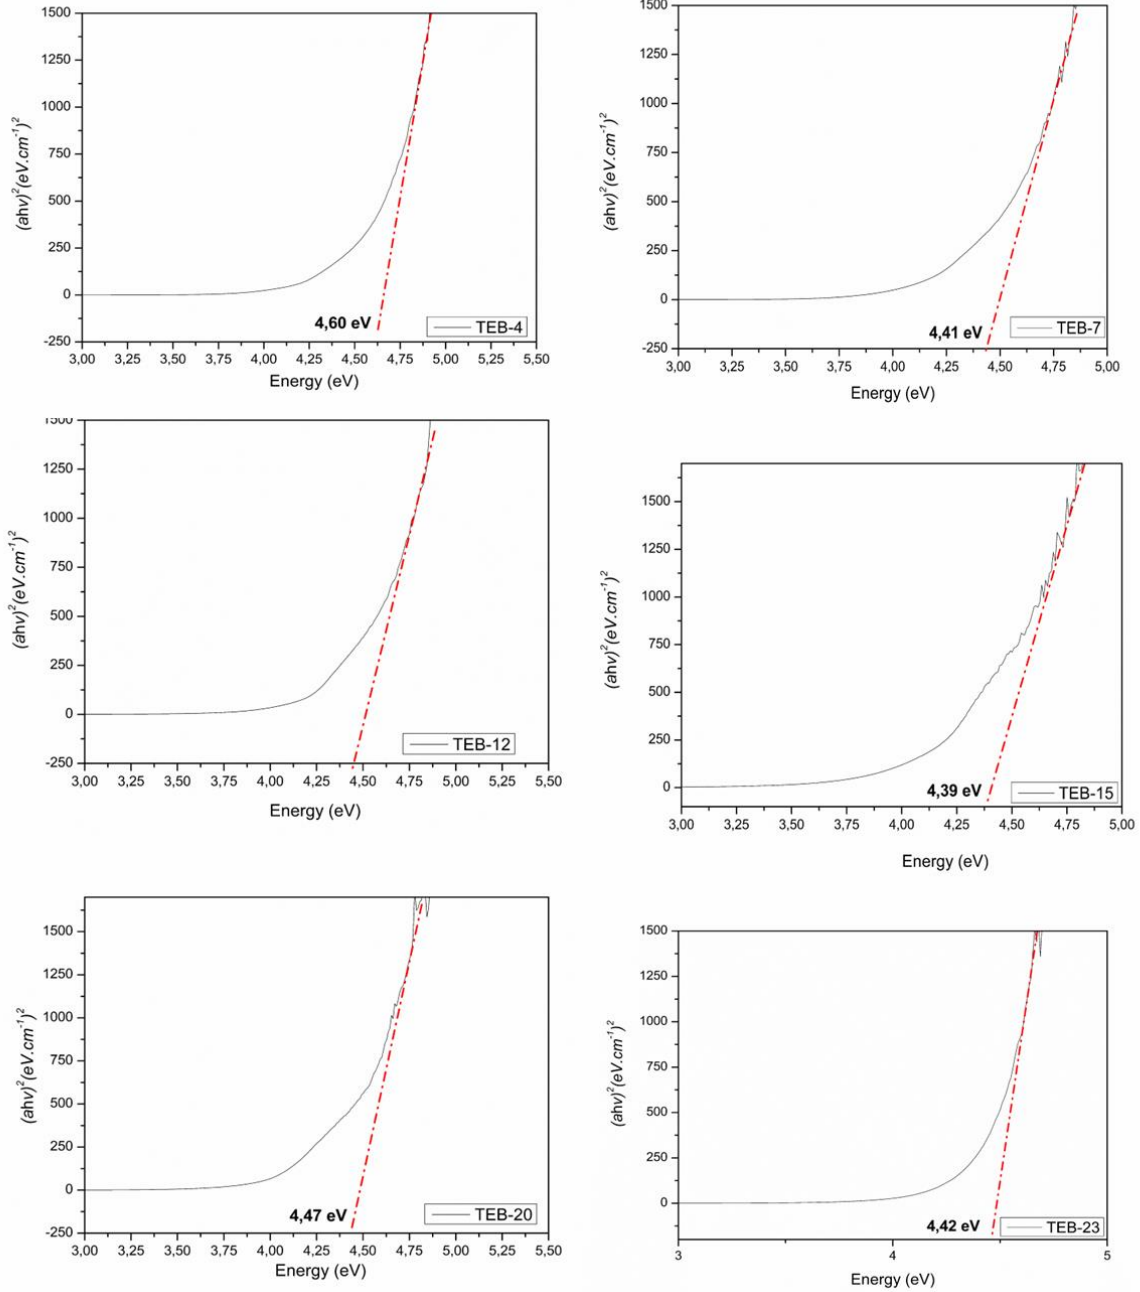 1500
1250
1000
750
500
250
0
-250
(ahv)²(eV.cm⁻¹)²
4,60 eV
TEB-4
3,00 3,25 3,50 3,75 4,00 4,25 4,50 4,75 5,00 5,25 5,50
Energy (eV)
1500
1250
1000
750
500
250
0
-250
(ahv)²(eV.cm⁻¹)²
4,41 eV
TEB-7
3,00 3,25 3,50 3,75 4,00 4,25 4,50 4,75 5,00
Energy (eV)
1500
1250
1000
750
500
250
0
-250
(ahv)²(eV.cm⁻¹)²
TEB-12
3,00 3,25 3,50 3,75 4,00 4,25 4,50 4,75 5,00 5,25 5,50
Energy (eV)
1500
1250
1000
750
500
250
0
(ahv)²(eV.cm⁻¹)²
4,39 eV
TEB-15
3,00 3,25 3,50 3,75 4,00 4,25 4,50 4,75 5,00
Energy (eV)
1500
1250
1000
750
500
250
0
-250
(ahv)²(eV.cm⁻¹)²
4,47 eV
TEB-20
3,00 3,25 3,50 3,75 4,00 4,25 4,50 4,75 5,00 5,25 5,50
Energy (eV)
1500
1250
1000
750
500
250
0
(ahv)²(eV.cm⁻¹)²
4,42 eV
TEB-23
3 4 5
Energy (eV)